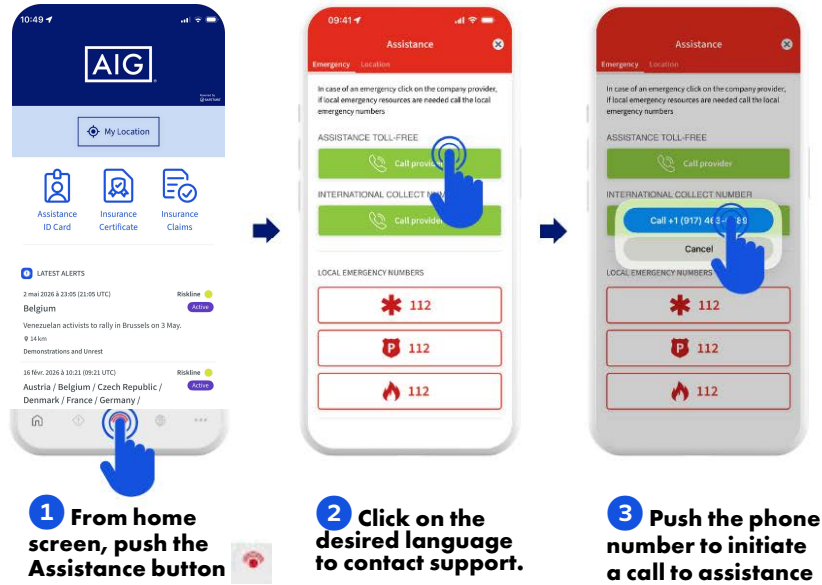 10:49
AIG
My Location
Assistance
ID Card
Insurance
Certificate
Insurance
Claims
LATEST ALERTS
2 mai 2026 à 23:05 (21:05 UTC)
Riskline
Belgium
Active
Venezuelan activists to rally in Brussels on 3 May.
14 km
Demonstrations and Unrest
16 févr. 2026 à 10:21 (09:21 UTC)
Riskline
Austria / Belgium / Czech Republic /
Active
Denmark / France / Germany /
1 From home
screen, push the
Assistance button
09:41
Assistance
Emergency Location
In case of an emergency click on the company provider,
if local emergency resources are needed call the local
emergency numbers
ASSISTANCE TOLL-FREE
Call provider
INTERNATIONAL COLLECT
Call provider
LOCAL EMERGENCY NUMBERS
112
P 112
112
2 Click on the
desired language
to contact support.
Assistance
Emergency Location
In case of an emergency click on the company provider,
if local emergency resources are needed call the local
emergency numbers
ASSISTANCE TOLL-FREE
Call provider
INTERNATIONAL COLLECT NUMBER
Call +1 (917)
Cancel
LOCAL EMERGENCY NUMBERS
112
P 112
112
3 Push the phone
number to initiate
a call to assistance